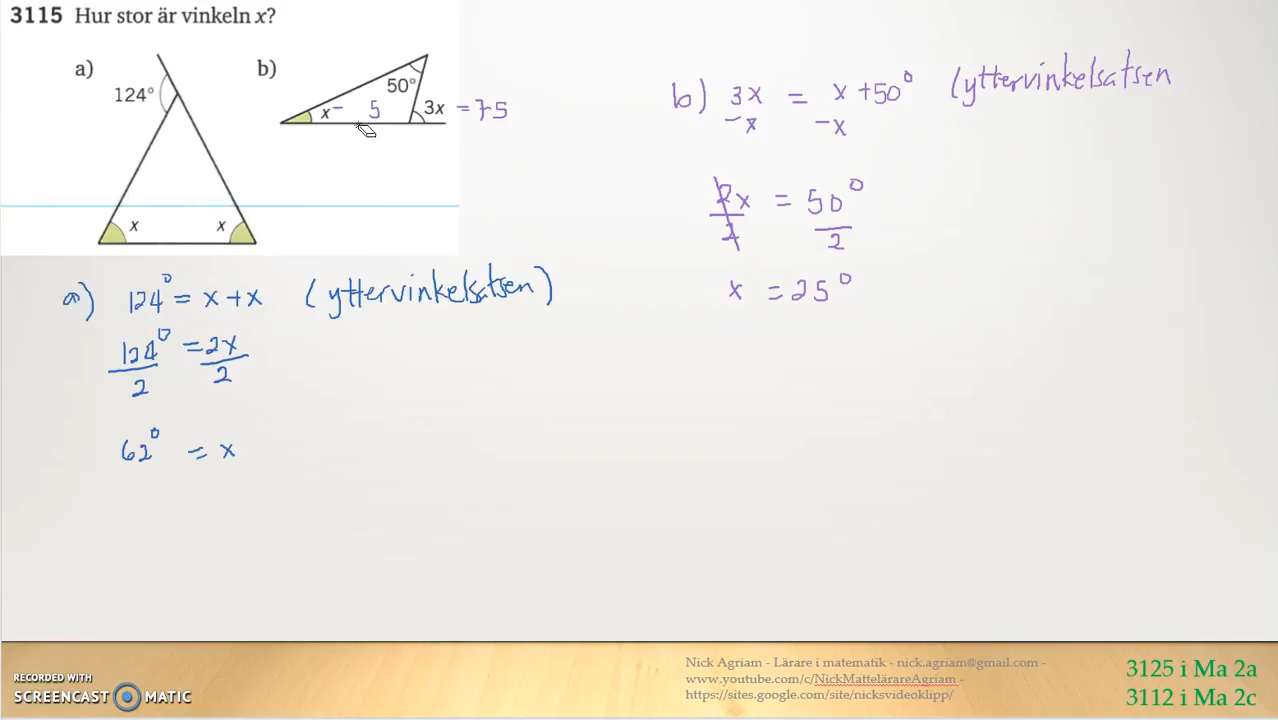 3115 Hur stor är vinkeln x?
a)
124°
x
x
b)
50°
x - 5
3x = 75
a) 124° = x + x (yttervinkelsatsen)
124° = 2x
2 2
62° = x
b) 3x = x + 50° (yttervinkelsatsen
-x -x
2x = 50°
2 2
x = 25°
RECORDED WITH
SCREENCAST MATIC
Nick Agriam - Lärare i matematik - nick.agriam@gmail.com -
www.youtube.com/c/NickMattelärareAgriam -
https://sites.google.com/site/nicksvideoklipp/
3125 i Ma 2a
3112 i Ma 2c